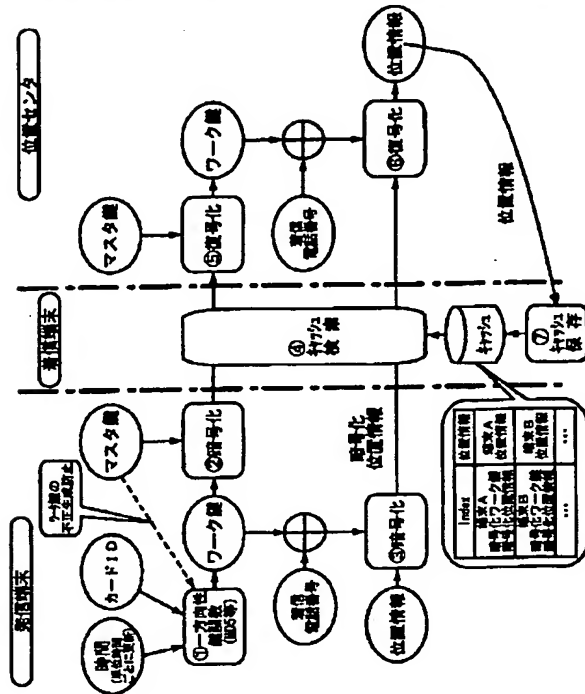 発信端末
着信端末
位置センタ
時間
(単位時間
ごとに更新)
カードID
ワーク鍵の
不正生成防止
マスタ鍵
①一方向性
関数
(MD5等)
ワーク鍵
②暗号化
着信
電話番号
位置情報
③暗号化
暗号化
位置情報
④
キャッシュ
検索
マスタ鍵
⑤復号化
ワーク鍵
着信
電話番号
⑥復号化
位置情報
位置情報
⑦
キャッシュ
保存
キャッシュ
Index
位置情報
端末A
暗号化ワーク鍵
暗号化位置情報
端末A
位置情報
端末B
暗号化ワーク鍵
暗号化位置情報
端末B
位置情報
・・・
・・・